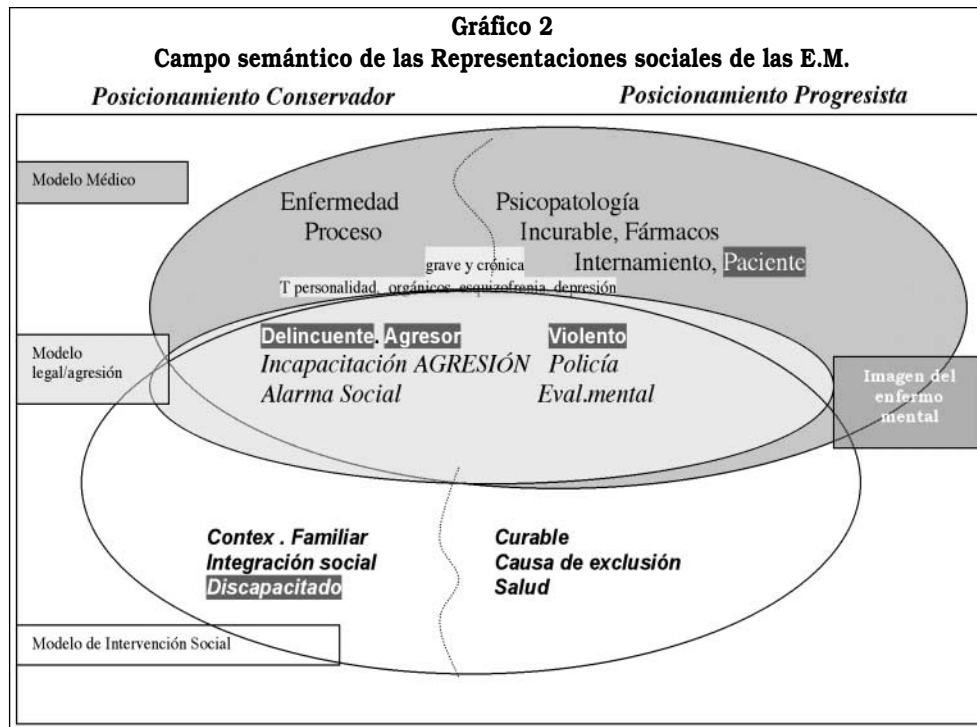 Gráfico 2
Campo semántico de las Representaciones sociales de las E.M.
Posicionamiento Conservador
Posicionamiento Progresista
Modelo Médico
Enfermedad
Proceso
Psicopatología
Incurable, Fármacos
Internamiento, Paciente
grave y crónica
T personalidad, orgánicos, esquizofrenia, depresión
Modelo
legal/agresión)
Delincuente. Agresor
Incapacitación AGRESIÓN
Alarma Social
Violento
Policía
Eval.mental
Imagen del
enfermo
mental
Contex . Familiar
Integración social
Discapacitado
Curable
Causa de exclusión
Salud
Modelo de Intervención Social